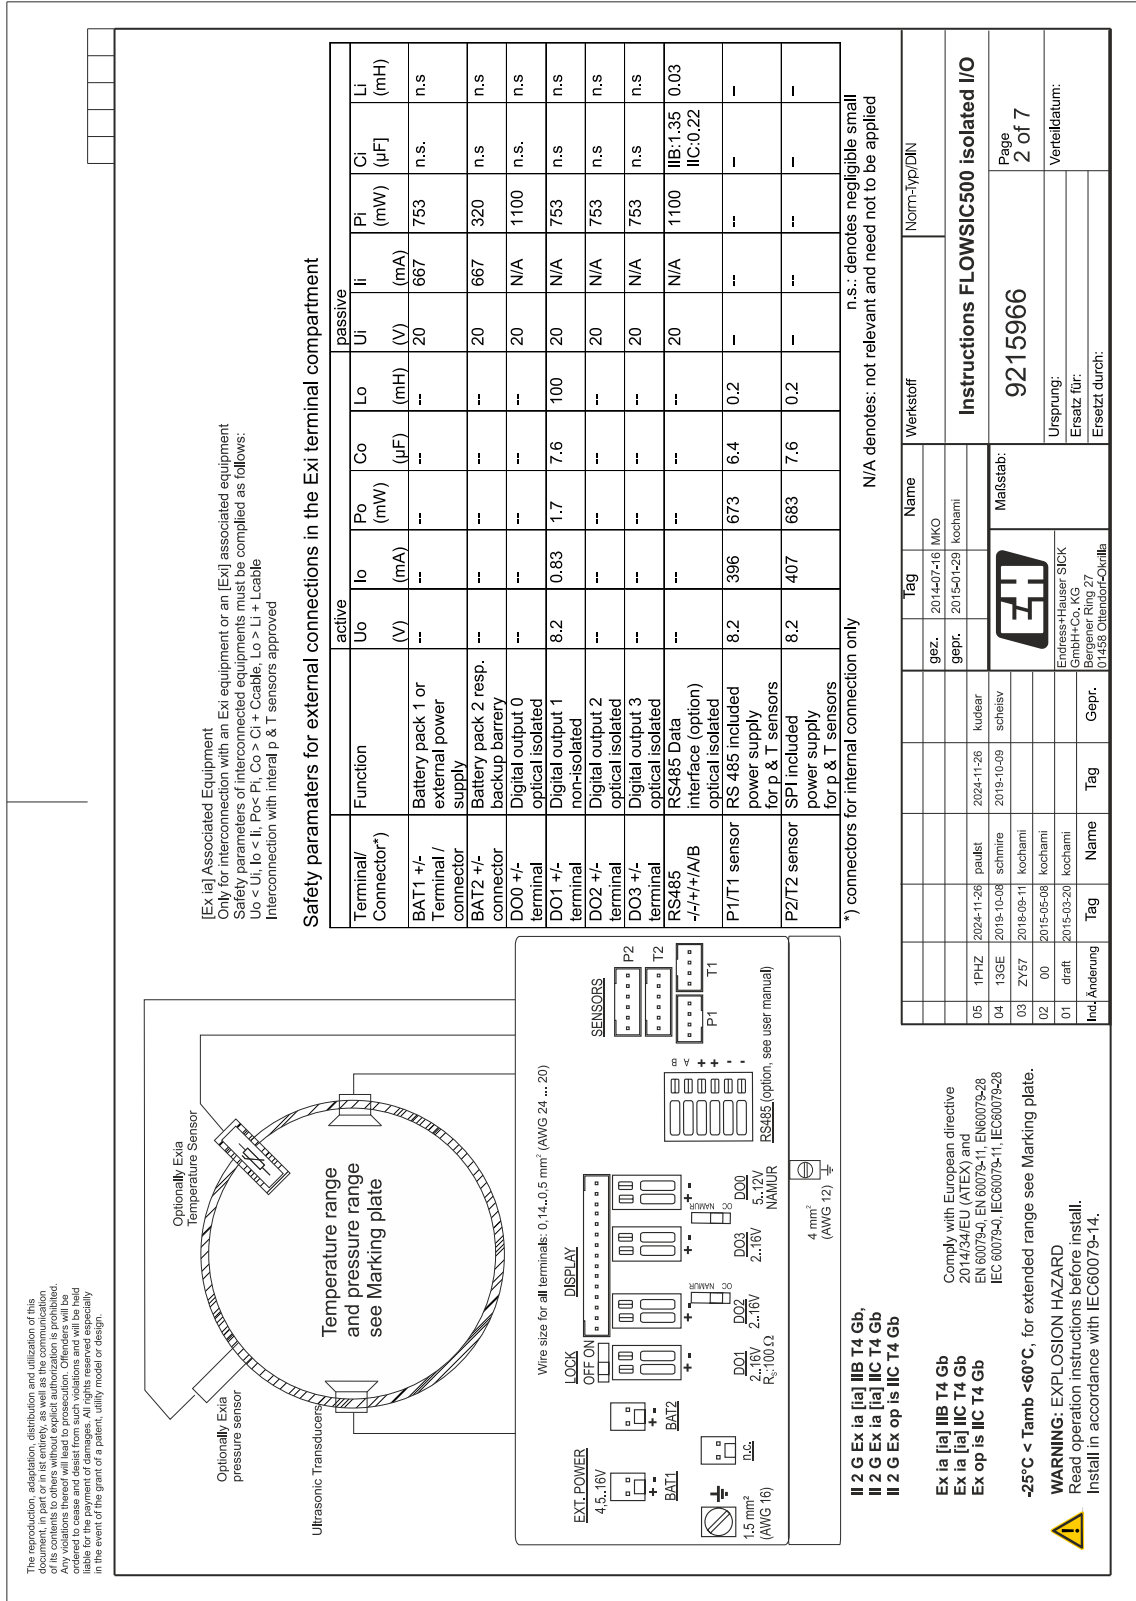 The reproduction, adaptation, distribution and utilization of this
document, in part or in ist entirety, as well as the communication
of its contents to others without explicit authorization is prohibited.
Any violations thereof will lead to prosecution. Offenders will be
ordered to cease and desist from such violations and will be held
liable for the payment of damages. All rights reserved especially
in the event of the grant of a patent, utility model or design.
Optionally Exia
pressure sensor
Optionally Exia
Temperature Sensor
Ultrasonic Transducers
Temperature range
and pressure range
see Marking plate
Wire size for all terminals: 0,14..0,5 mm² (AWG 24 ... 20)
EXT. POWER
4,5..16V
+ -
BAT1
+ -
BAT2
1.5 mm²
(AWG 16)
n.c.
LOCK
OFF ON
DISPLAY
+ -
DO1
2..16V
Rᵢ:100 Ω
+ -
DO2
2..16V
OC NAMUR
+ -
DO3
2..16V
OC NAMUR
+ -
DO0
5..12V
NAMUR
B
A
+
+
-
-
RS485 (option, see user manual)
SENSORS
P2
T2
P1
T1
4 mm²
(AWG 12)
[Ex ia] Associated Equipment
Only for interconnection with an Exi equipment or an [Exi] associated equipment
Safety parameters of interconnected equipments must be complied as follows:
Uo < Ui, Io < Ii, Po< Pi, Co > Ci + Ccable, Lo > Li + Lcable
Interconnection with interal p & T sensors approved
Safety paramaters for external connections in the Exi terminal compartment
active passive
Terminal/ Connector*) Function Uo (V) Io (mA) Po (mW) Co (µF) Lo (mH) Ui (V) Ii (mA) Pi (mW) Ci [µF] Li (mH)
BAT1 +/- Terminal / connector Battery pack 1 or external power supply -- -- -- -- -- 20 667 753 n.s. n.s
BAT2 +/- connector Battery pack 2 resp. backup barrery -- -- -- -- -- 20 667 320 n.s n.s
DO0 +/- terminal Digital output 0 optical isolated -- -- -- -- -- 20 N/A 1100 n.s. n.s
DO1 +/- terminal Digital output 1 non-isolated 8.2 0.83 1.7 7.6 100 20 N/A 753 n.s n.s
DO2 +/- terminal Digital output 2 optical isolated -- -- -- -- -- 20 N/A 753 n.s n.s
DO3 +/- terminal Digital output 3 optical isolated -- -- -- -- -- 20 N/A 753 n.s n.s
RS485 -/-/+/+/A/B RS485 Data interface (option) optical isolated -- -- -- -- -- 20 N/A 1100 IIB:1.35 IIC:0.22 0.03
P1/T1 sensor RS 485 included power supply for p & T sensors 8.2 396 673 6.4 0.2 -- -- -- -- --
P2/T2 sensor SPI included power supply for p & T sensors 8.2 407 683 7.6 0.2 -- -- -- -- --
*) connectors for internal connection only
n.s.: denotes negligible small
N/A denotes: not relevant and need not to be applied
II 2 G Ex ia [ia] IIB T4 Gb,
II 2 G Ex ia [ia] IIC T4 Gb
II 2 G Ex op is IIC T4 Gb
Ex ia [ia] IIB T4 Gb
Ex ia [ia] IIC T4 Gb
Ex op is IIC T4 Gb
Comply with European directive
2014/34/EU (ATEX) and
EN 60079-0, EN 60079-11, EN60079-28
IEC 60079-0, IEC60079-11, IEC60079-28
-25°C < Tamb <60°C, for extended range see Marking plate.
WARNING: EXPLOSION HAZARD
Read operation instructions before install.
Install in accordance with IEC60079-14.
05 1PHZ 2024-11-26 paulst 2024-11-26 kudear
04 13GE 2019-10-08 schmire 2019-10-09 scheisv
03 ZY57 2018-09-11 kochami
02 00 2015-05-08 kochami
01 draft 2015-03-20 kochami
Ind. Änderung Tag Name Tag Gepr.
Tag Name
gez. 2014-07-16 MKO
gepr. 2015-01-29 kochami
EH
Endress+Hauser SICK
GmbH+Co. KG
Bergener Ring 27
01458 Ottendorf-Okrilla
Maßstab:
Werkstoff
Norm-Typ/DIN
Instructions FLOWSIC500 isolated I/O
9215966
Page
2 of 7
Ursprung:
Ersatz für:
Ersetzt durch:
Verteildatum: